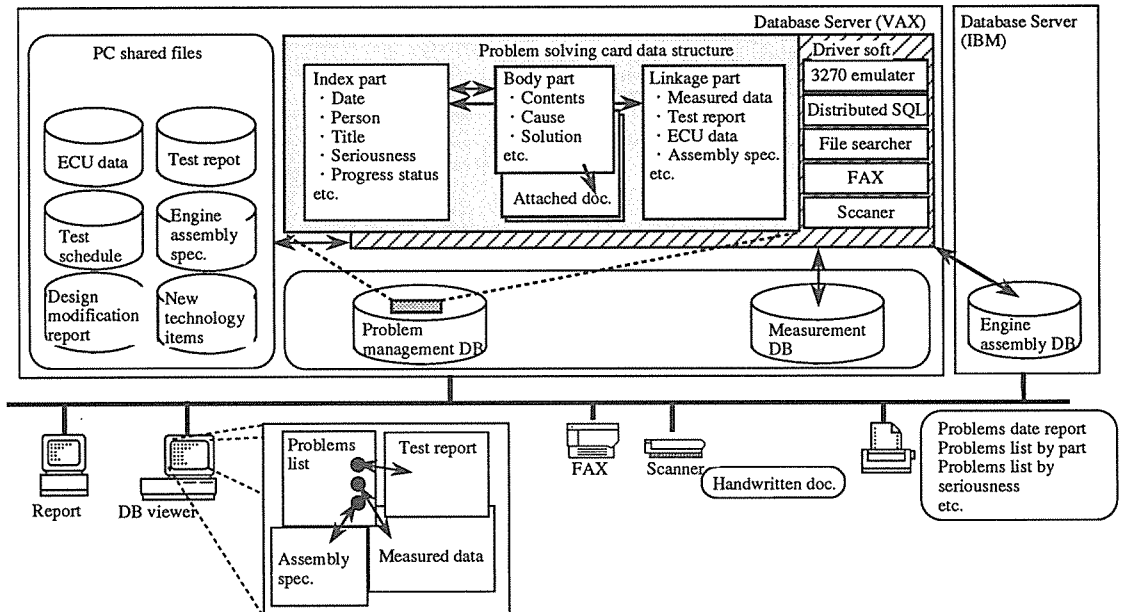 Database Server (VAX)
Database Server
(IBM)
PC shared files
ECU data
Test repot
Test
schedule
Engine
assembly
spec.
Design
modification
report
New
technology
items
Problem solving card data structure
Index part
· Date
· Person
· Title
· Seriousness
· Progress status
etc.
Body part
· Contents
· Cause
· Solution
etc.
Attached doc.
Linkage part
· Measured data
· Test report
· ECU data
· Assembly spec.
etc.
Driver soft
3270 emulater
Distributed SQL
File searcher
FAX
Sccaner
Problem
management DB
Measurement
DB
Engine
assembly DB
Report
DB viewer
Problems
list
Test report
Assembly
spec.
Measured data
FAX
Scanner
Handwritten doc.
Problems date report
Problems list by part
Problems list by
seriousness
etc.